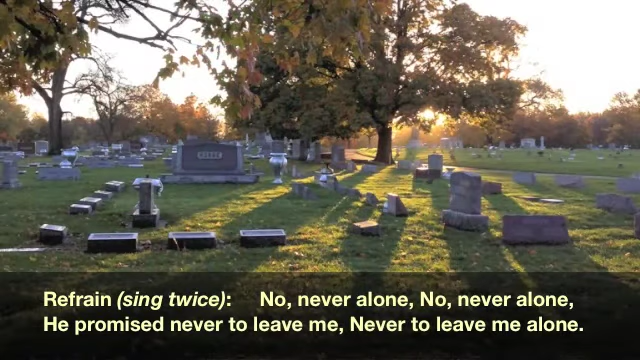 Refrain (sing twice): No, never alone, No, never alone,
He promised never to leave me, Never to leave me alone.